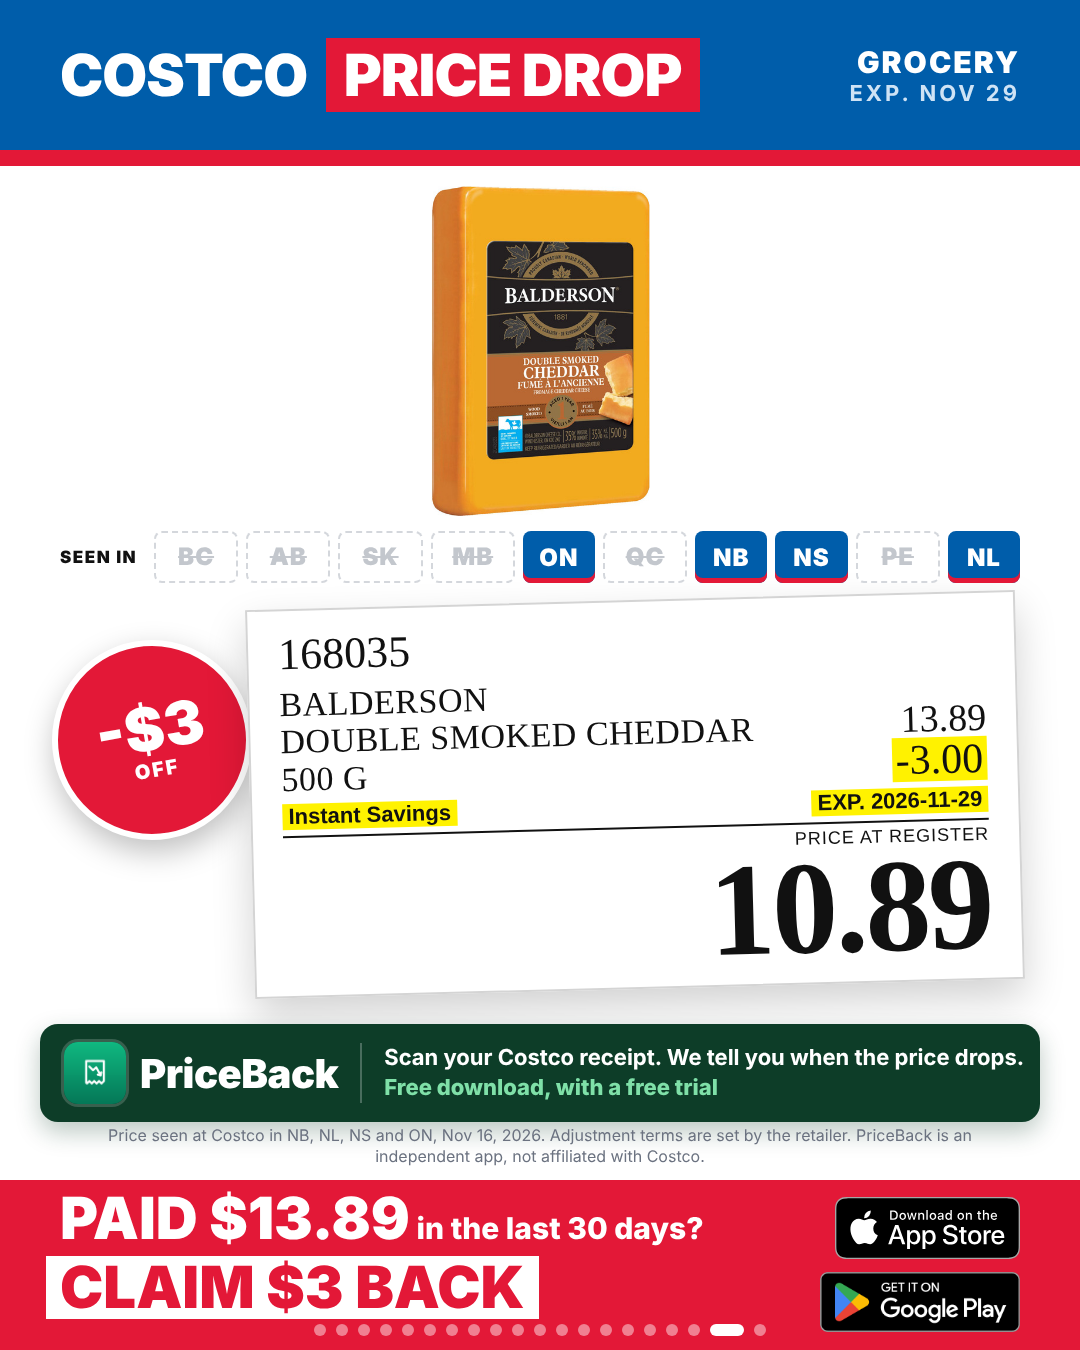 COSTCO PRICE DROP
GROCERY
EXP. NOV 29
BALDERSON
1881
DOUBLE SMOKED
CHEDDAR
FUMÉ À L'ANCIENNE
FROMAGE CHEDDAR CHEESE
500 g
SEEN IN BC AB SK MB ON QC NB NS PE NL
-$3
OFF
168035
BALDERSON
DOUBLE SMOKED CHEDDAR
500 G
13.89
-3.00
Instant Savings
EXP. 2026-11-29
PRICE AT REGISTER
10.89
PriceBack
Scan your Costco receipt. We tell you when the price drops.
Free download, with a free trial
Price seen at Costco in NB, NL, NS and ON, Nov 16, 2026. Adjustment terms are set by the retailer. PriceBack is an
independent app, not affiliated with Costco.
PAID $13.89 in the last 30 days?
CLAIM $3 BACK
Download on the
App Store
GET IT ON
Google Play